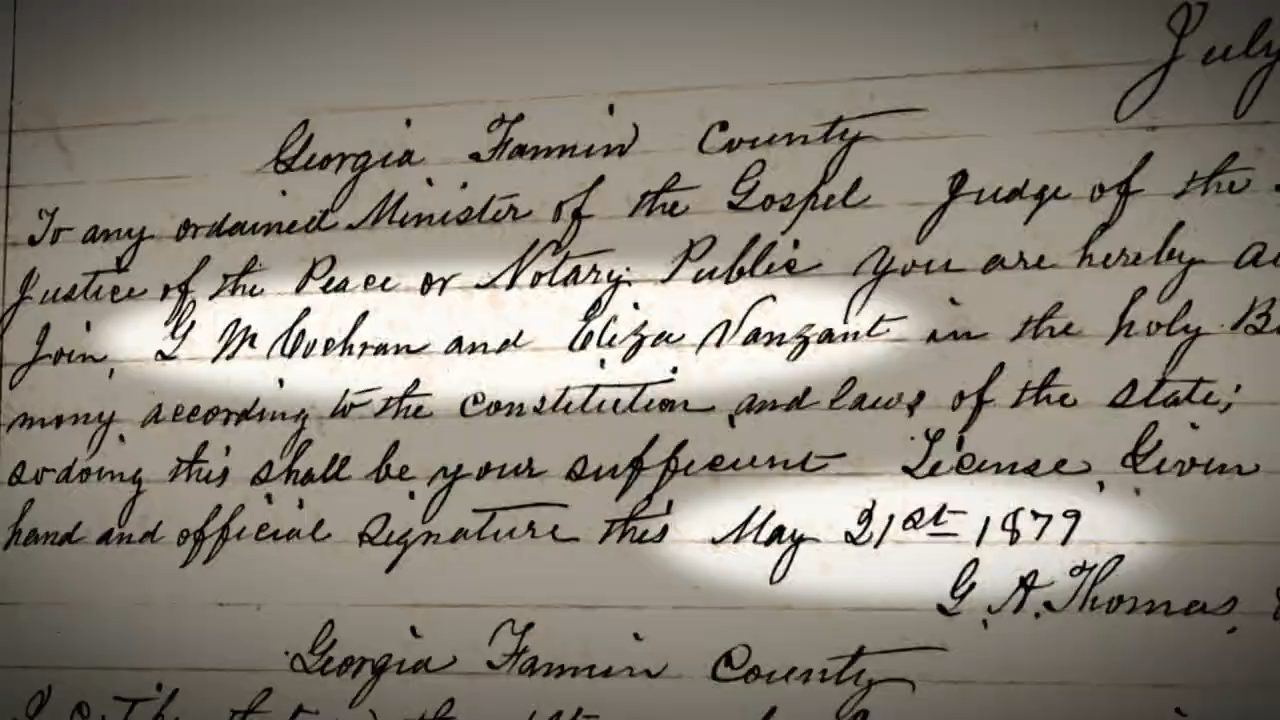 July
Georgia Fannin County
To any ordained Minister of the Gospel Judge of the
Justice of the Peace or Notary Public you are hereby
Join G M Cochran and Eliza Vanzant in the holy
mony according to the constitution and laws of the state;
so doing this shall be your sufficient License Given
hand and official signature this May 21st 1879
G. A. Thomas
Georgia Fannin County